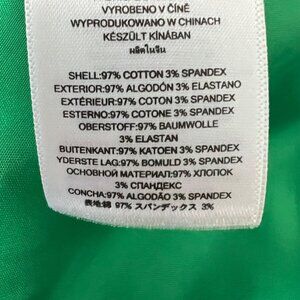 VYROBENO V ČÍNĚ
WYPRODUKOWANO W CHINACH
KÉSZÜLT KÍNÁBAN
ผลิตในจีน
SHELL:97% COTTON 3% SPANDEX
EXTERIOR:97% ALGODÓN 3% ELASTANO
EXTÉRIEUR:97% COTON 3% SPANDEX
ESTERNO:97% COTONE 3% SPANDEX
OBERSTOFF:97% BAUMWOLLE
3% ELASTAN
BUITENKANT:97% KATOEN 3% SPANDEX
YDERSTE LAG:97% BOMULD 3% SPANDEX
ОСНОВНОЙ МАТЕРИАЛ:97% ХЛОПОК
3% СПАНДЕКС
CONCHA:97% ALGODÃO 3% SPANDEX
表地:綿 97% スパンデックス 3%